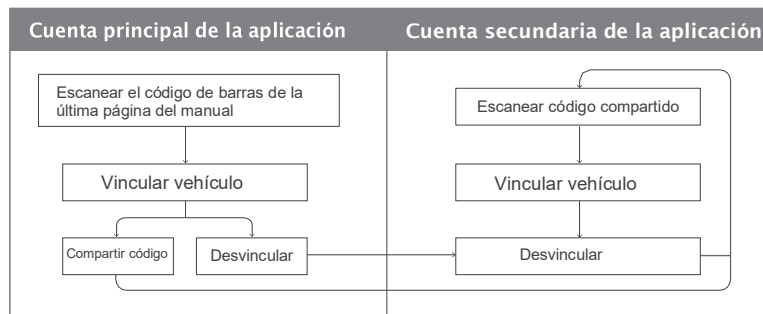 Cuenta principal de la aplicación
Cuenta secundaria de la aplicación
Escanear el código de barras de la
última página del manual
Vincular vehículo
Compartir código
Desvincular
Escanear código compartido
Vincular vehículo
Desvincular